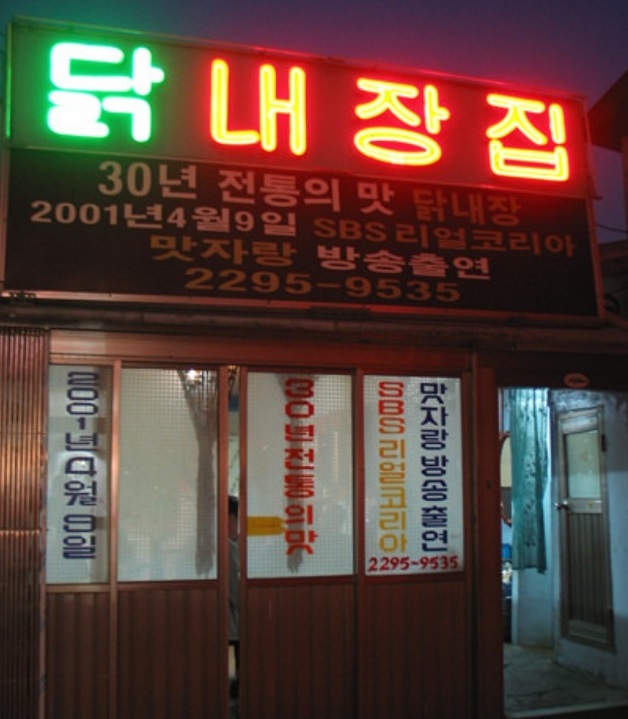 닭내장집
30년 전통의 맛 닭내장
2001년4월9일 SBS리얼코리아
맛자랑 방송출연
2295-9535
2001년4월9일
30년전통의맛
맛자랑방송출연
SBS리얼코리아
2295-9535